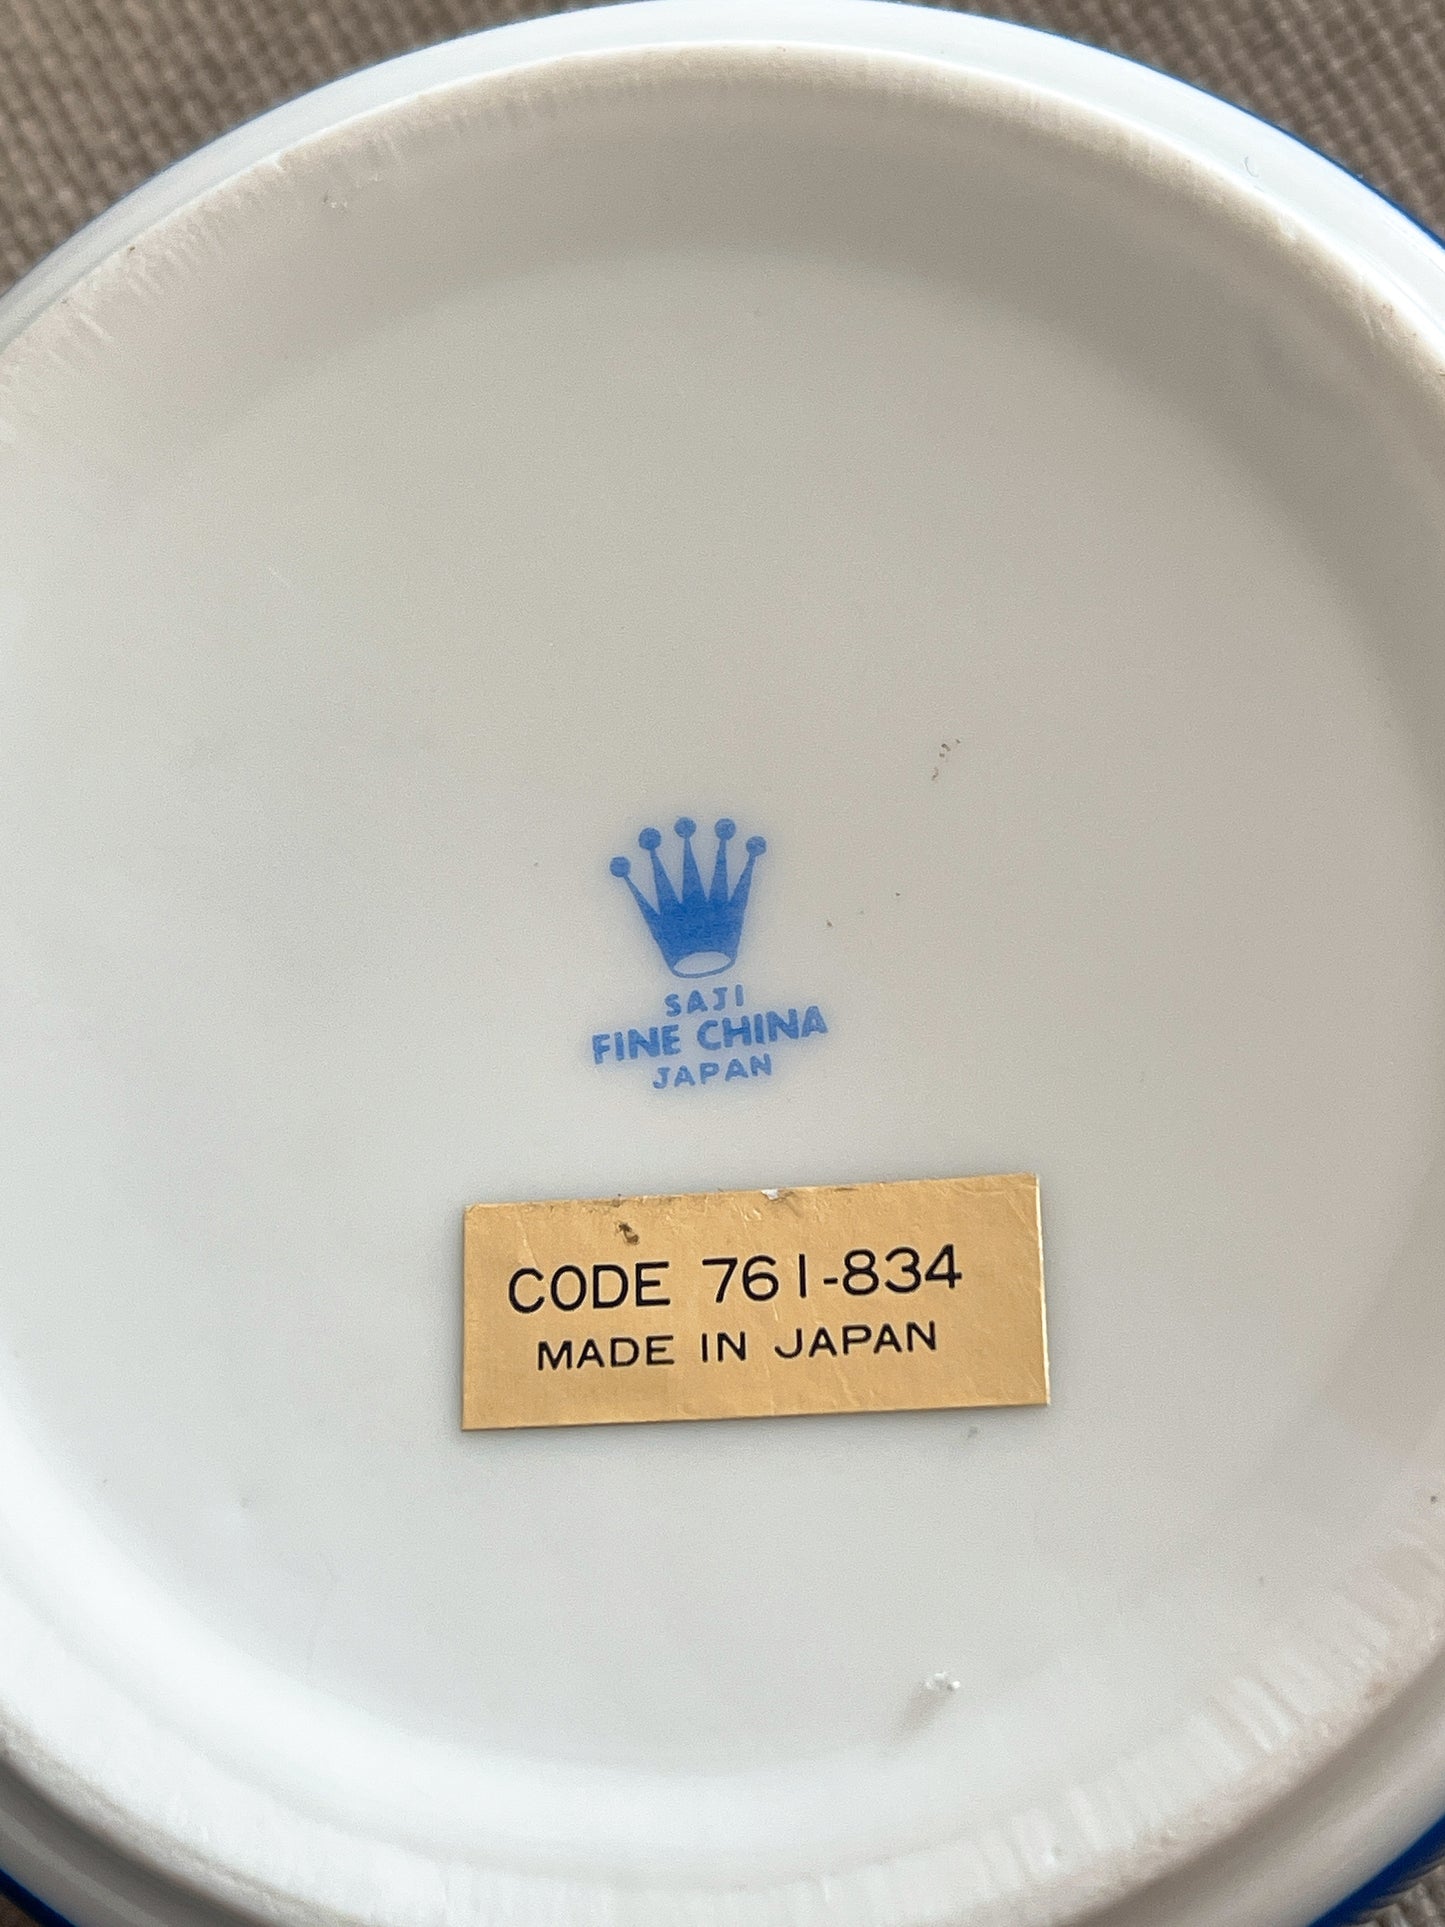 SAJI
FINE CHINA
JAPAN
CODE 761-834
MADE IN JAPAN